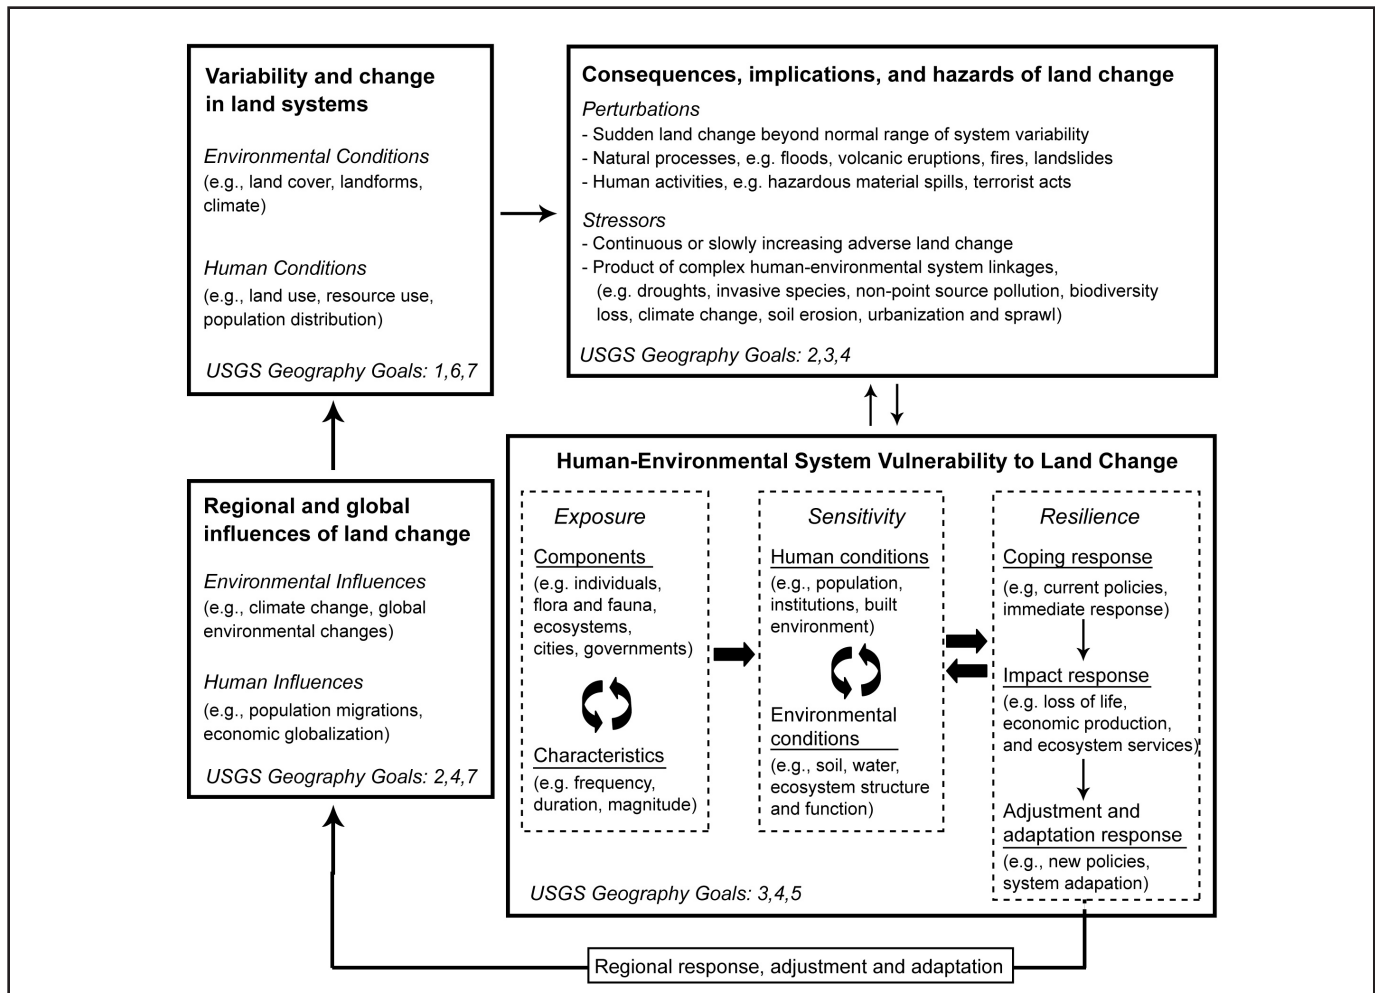 Variability and change
in land systems
Environmental Conditions
(e.g., land cover, landforms,
climate)
Human Conditions
(e.g., land use, resource use,
population distribution)
USGS Geography Goals: 1,6,7
Consequences, implications, and hazards of land change
Perturbations
- Sudden land change beyond normal range of system variability
- Natural processes, e.g. floods, volcanic eruptions, fires, landslides
- Human activities, e.g. hazardous material spills, terrorist acts
Stressors
- Continuous or slowly increasing adverse land change
- Product of complex human-environmental system linkages,
(e.g. droughts, invasive species, non-point source pollution, biodiversity
loss, climate change, soil erosion, urbanization and sprawl)
USGS Geography Goals: 2,3,4
Regional and global
influences of land change
Environmental Influences
(e.g., climate change, global
environmental changes)
Human Influences
(e.g., population migrations,
economic globalization)
USGS Geography Goals: 2,4,7
Human-Environmental System Vulnerability to Land Change
Exposure
Components
(e.g. individuals,
flora and fauna,
ecosystems,
cities, governments)
Characteristics
(e.g. frequency,
duration, magnitude)
Sensitivity
Human conditions
(e.g., population,
institutions, built
environment)
Environmental
conditions
(e.g., soil, water,
ecosystem structure
and function)
Resilience
Coping response
(e.g, current policies,
immediate response)
Impact response
(e.g. loss of life,
economic production,
and ecosystem services)
Adjustment and
adaptation response
(e.g., new policies,
system adapation)
USGS Geography Goals: 3,4,5
Regional response, adjustment and adaptation